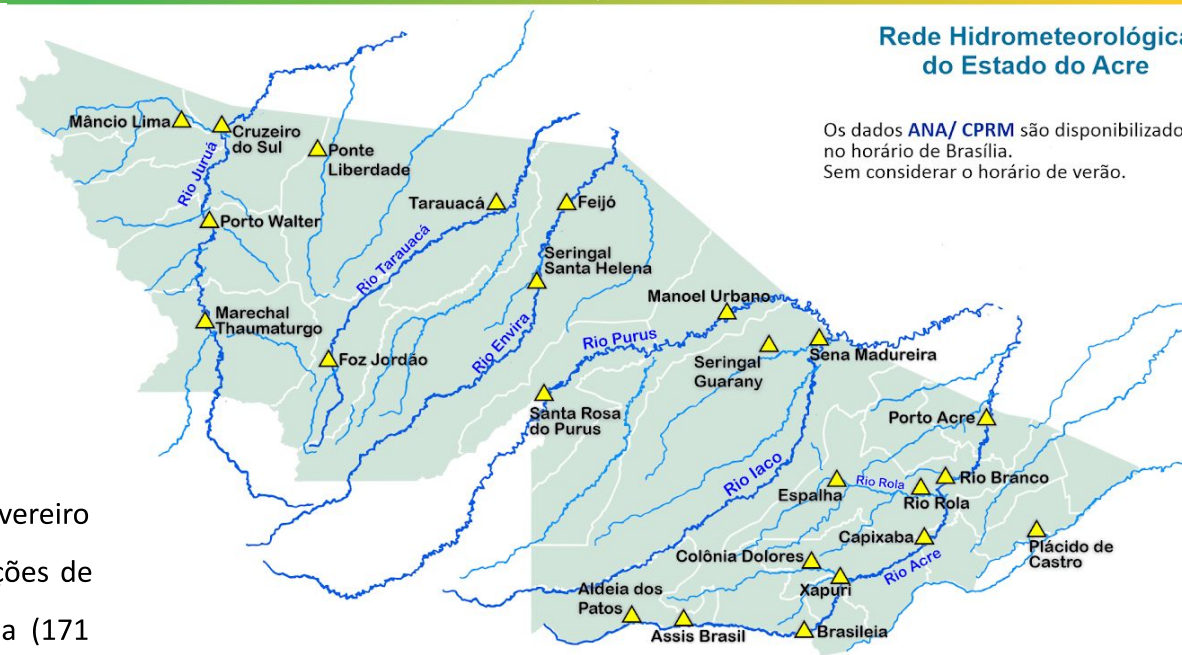 Rede Hidrometeorológica
do Estado do Acre
Os dados ANA/ CPRM são disponibilizado
no horário de Brasília.
Sem considerar o horário de verão.
Mâncio Lima
Cruzeiro
do Sul
Ponte
Liberdade
Rio Juruá
Porto Walter
Tarauacá
Feijó
Rio Tarauacá
Seringal
Santa Helena
Marechal
Thaumaturgo
Foz Jordão
Rio Envira
Manoel Urbano
Rio Purus
Seringal
Guarany
Sena Madureira
Santa Rosa
do Purus
Porto Acre
Rio Iaco
Espalha
Rio Rola
Rio Rola
Rio Branco
Capixaba
Plácido de
Castro
Colônia Dolores
Rio Acre
Xapuri
Aldeia dos
Patos
Assis Brasil
Brasileia
vereiro
ções de
a (171